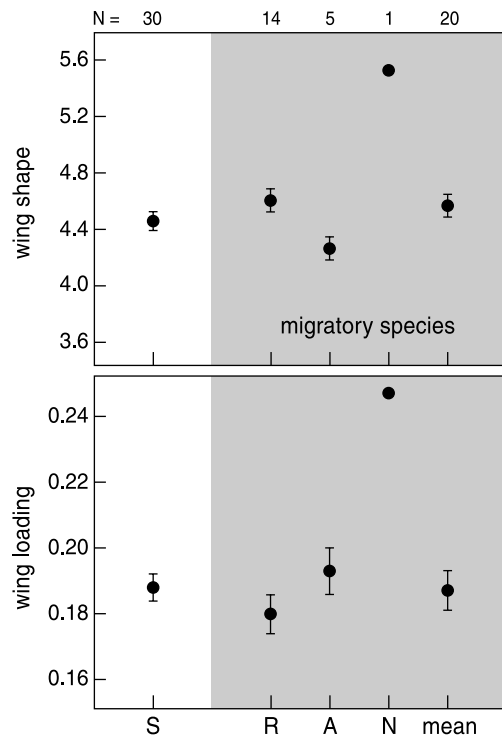 N = 30 14 5 1 20
5.6
5.2
4.8
4.4
4.0
3.6
wing shape
migratory species
0.24
0.22
0.20
0.18
0.16
wing loading
S R A N mean